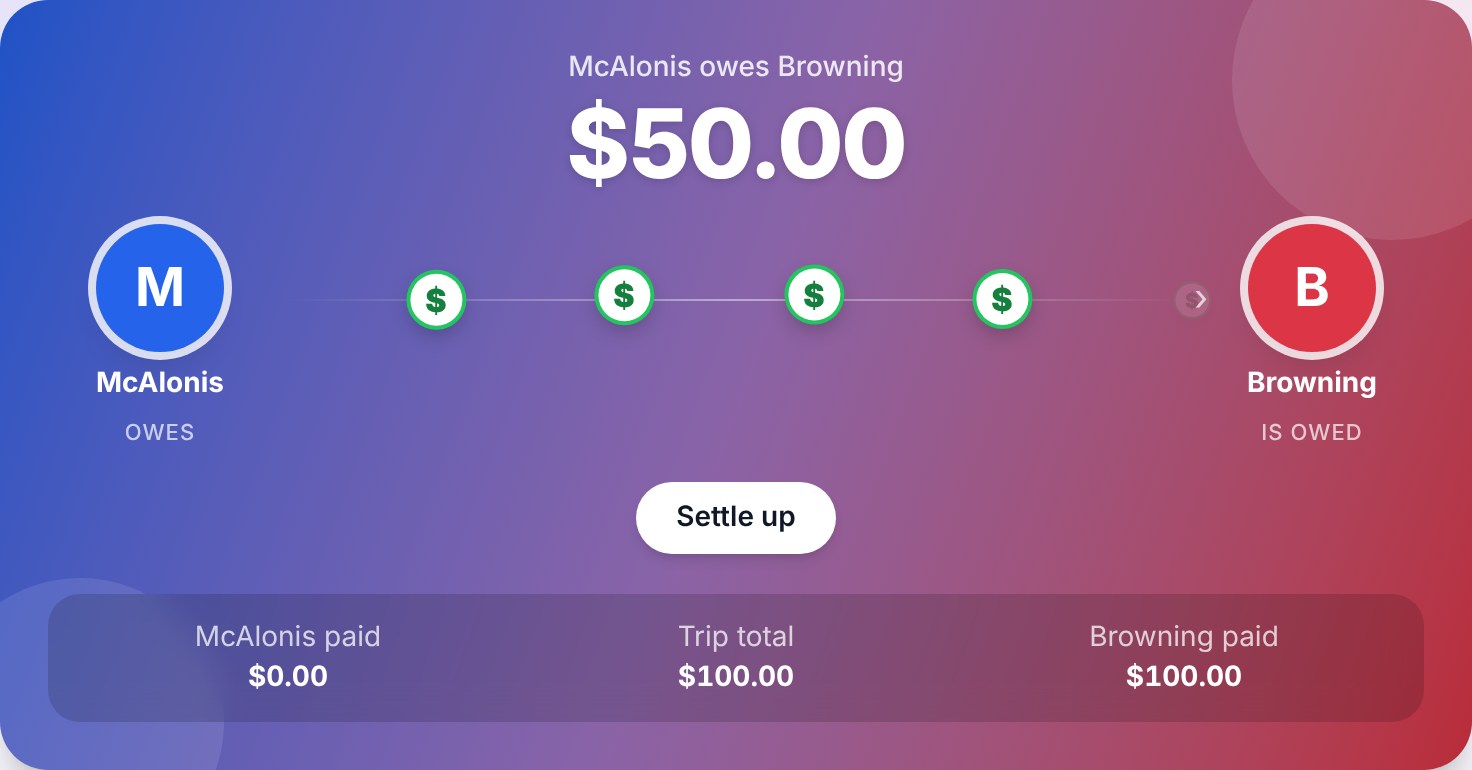 McAlonis owes Browning
$50.00
M
$
$
$
$
$
B
McAlonis
Browning
OWES
IS OWED
Settle up
McAlonis paid
Trip total
Browning paid
$0.00
$100.00
$100.00